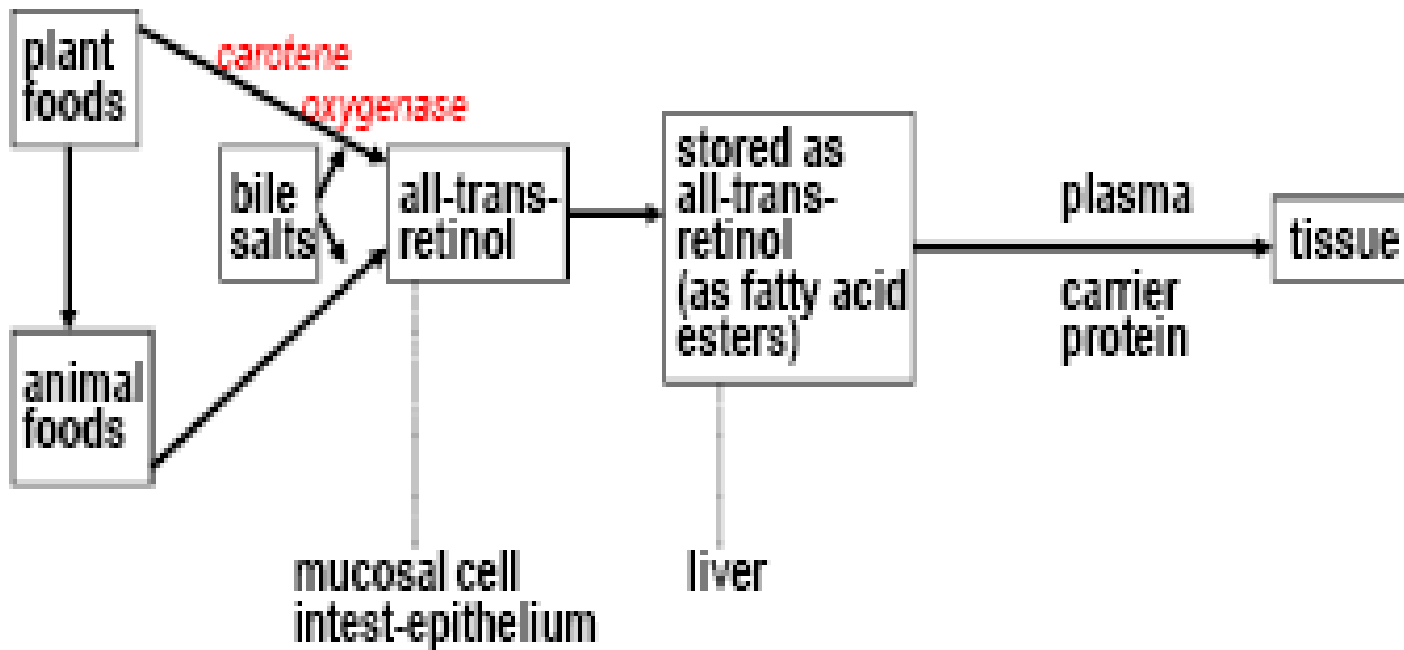 plant
foods
carotene
oxygenase
bile
salts
all-trans-
retinol
stored as
all-trans-
retinol
(as fatty acid
esters)
plasma
carrier
protein
tissue
animal
foods
mucosal cell
intest-epithelium
liver